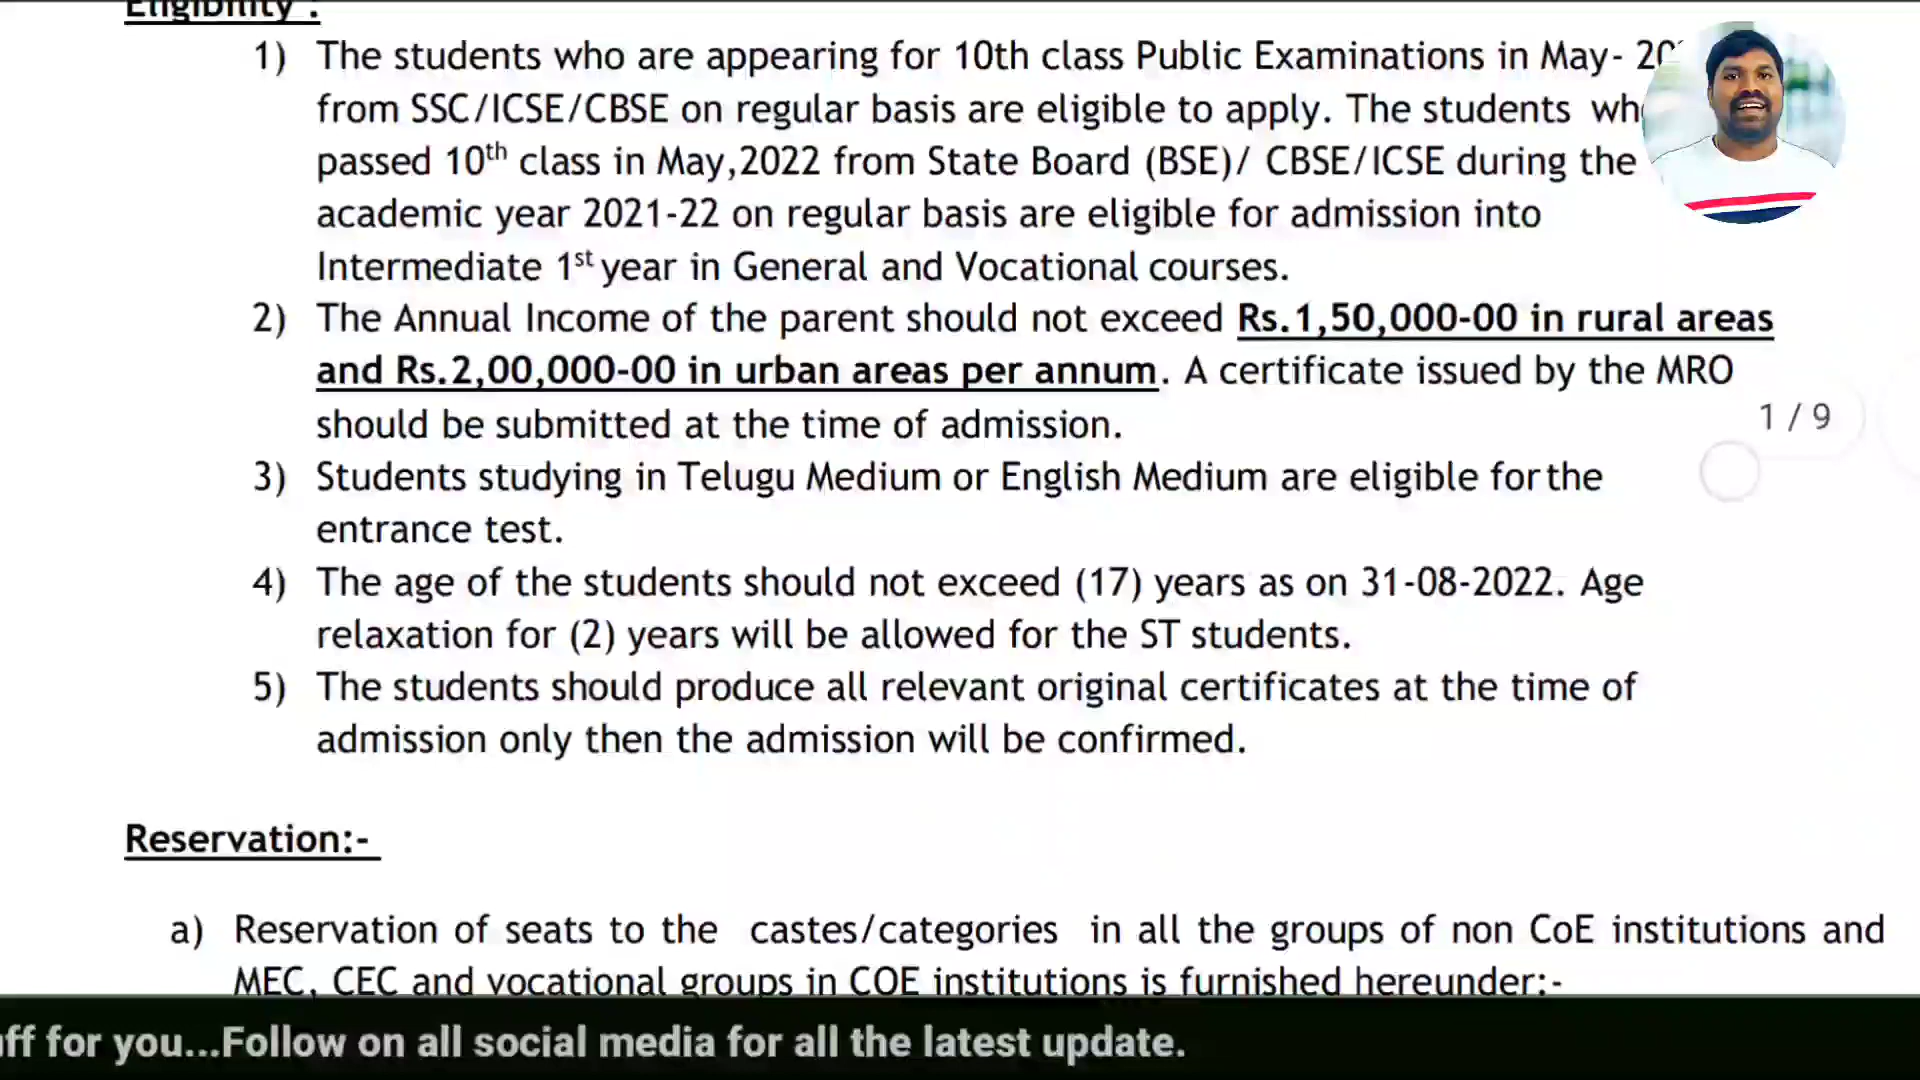 Eligibility :
1) The students who are appearing for 10th class Public Examinations in May-
from SSC/ICSE/CBSE on regular basis are eligible to apply. The students
passed 10th class in May,2022 from State Board (BSE)/ CBSE/ICSE during the
academic year 2021-22 on regular basis are eligible for admission into
Intermediate 1st year in General and Vocational courses.
2) The Annual Income of the parent should not exceed Rs.1,50,000-00 in rural areas
and Rs.2,00,000-00 in urban areas per annum. A certificate issued by the MRO
should be submitted at the time of admission.
1 / 9
3) Students studying in Telugu Medium or English Medium are eligible for the
entrance test.
4) The age of the students should not exceed (17) years as on 31-08-2022. Age
relaxation for (2) years will be allowed for the ST students.
5) The students should produce all relevant original certificates at the time of
admission only then the admission will be confirmed.
Reservation:-
a) Reservation of seats to the castes/categories in all the groups of non CoE institutions and
MEC, CEC and vocational groups in COE institutions is furnished hereunder:-
for you...Follow on all social media for all the latest update.